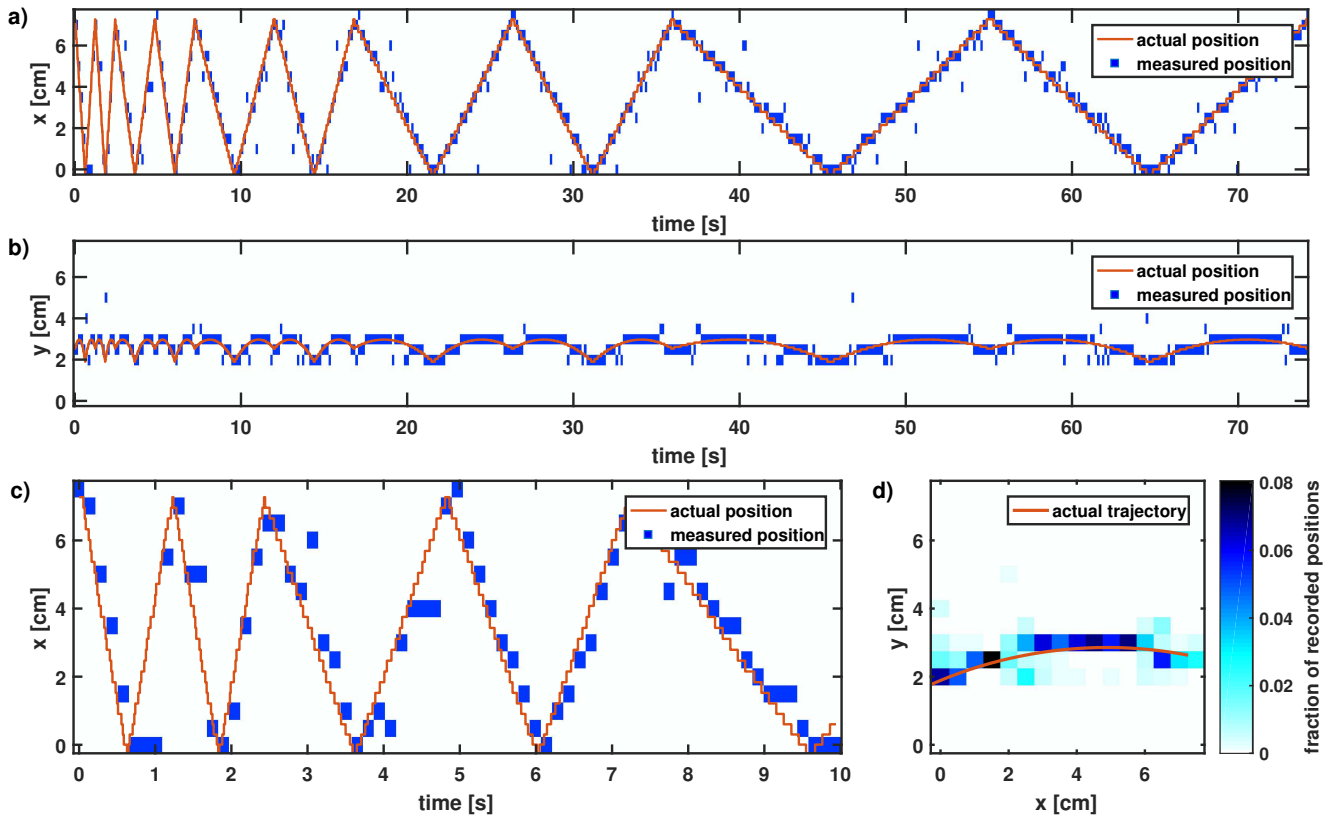 a)
x [cm]
6
4
2
0
actual position
measured position
0 10 20 30 40 50 60 70
time [s]
b)
y [cm]
6
4
2
0
actual position
measured position
0 10 20 30 40 50 60 70
time [s]
c)
x [cm]
6
4
2
0
actual position
measured position
0 1 2 3 4 5 6 7 8 9 10
time [s]
d)
y [cm]
6
4
2
0
actual trajectory
0 2 4 6
x [cm]
0.08
0.06
0.04
0.02
0
fraction of recorded positions